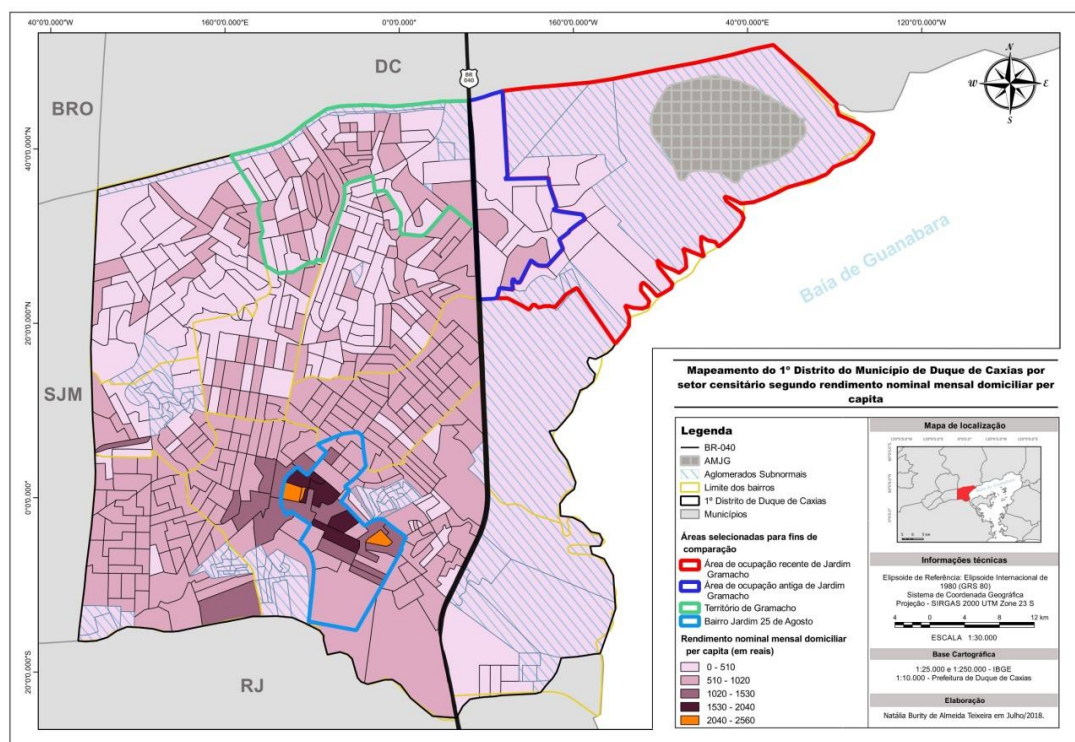 40°0'0.000"W
160°0'0.000"E
0°0'0.000"
160°0'0.000"W
40°0'0.000"W
120°0'0.000"W
N
W
E
S
DC
BR
040
BRO
40°0'0.000"N
20°0'0.000"N
0°0'0.000"
20°0'0.000"S
SJM
RJ
Baía de Guanabara
Mapeamento do 1º Distrito do Município de Duque de Caxias por
setor censitário segundo rendimento nominal mensal domiciliar per
capita
Legenda
BR-040
AMJG
Aglomerados Subnormais
Limite dos bairros
1º Distrito de Duque de Caxias
Municípios
Áreas selecionadas para fins de
comparação
Área de ocupação recente de Jardim
Gramacho
Área de ocupação antiga de Jardim
Gramacho
Território de Gramacho
Bairro Jardim 25 de Agosto
Rendimento nominal mensal domiciliar
per capita (em reais)
0 - 510
510 - 1020
1020 - 1530
1530 - 2040
2040 - 2560
Mapa de localização
Informações técnicas
Elipsoide de Referência: Elipsoide Internacional de
1980 (GRS 80)
Sistema de Coordenada Geográfica
Projeção - SIRGAS 2000 UTM Zone 23 S
4 0 4 8 12 km
ESCALA 1:30.000
Base Cartográfica
1:25.000 e 1:250.000 - IBGE
1:10.000 - Prefeitura de Duque de Caxias
Elaboração
Natália Burity de Almeida Teixeira em Julho/2018.